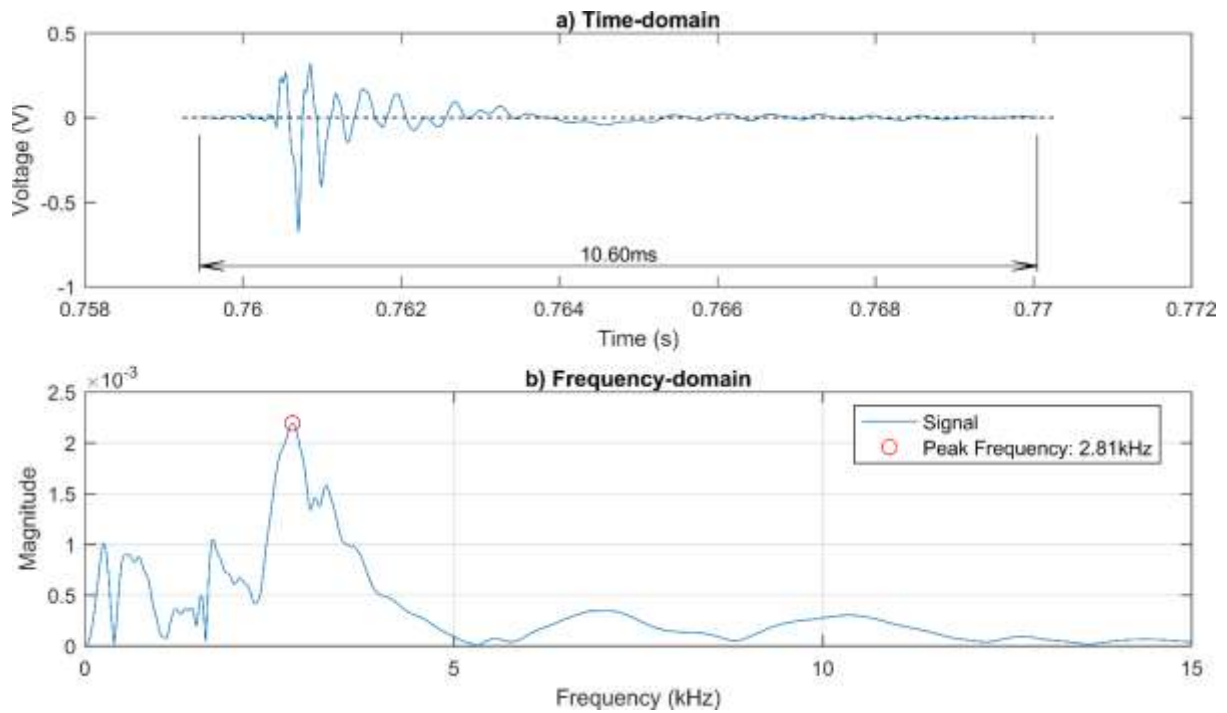 a) Time-domain
0.5
0
-0.5
-1
Voltage (V)
10.60ms
0.758 0.76 0.762 0.764 0.766 0.768 0.77 0.772
Time (s)
b) Frequency-domain
×10-3
2.5
2
1.5
1
0.5
0
Magnitude
Signal
Peak Frequency: 2.81kHz
0 5 10 15
Frequency (kHz)